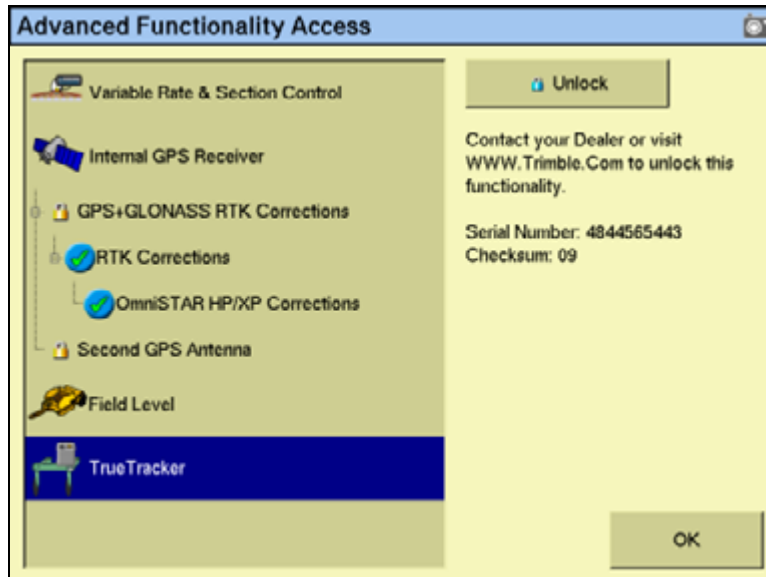 Advanced Functionality Access
Variable Rate & Section Control
Internal GPS Receiver
GPS+GLONASS RTK Corrections
RTK Corrections
OmniSTAR HP/XP Corrections
Second GPS Antenna
Field Level
TrueTracker
Unlock
Contact your Dealer or visit
WWW.Trimble.Com to unlock this
functionality.
Serial Number: 4844565443
Checksum: 09
OK